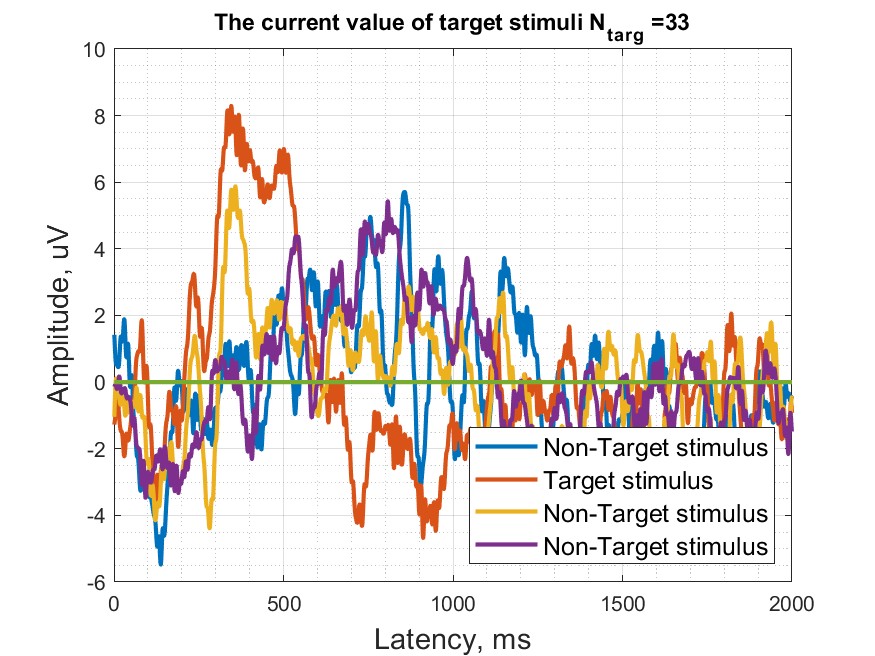 The current value of target stimuli N_targ =33
10
8
6
4
2
0
-2
-4
-6
Amplitude, uV
Non-Target stimulus
Target stimulus
Non-Target stimulus
Non-Target stimulus
0 500 1000 1500 2000
Latency, ms